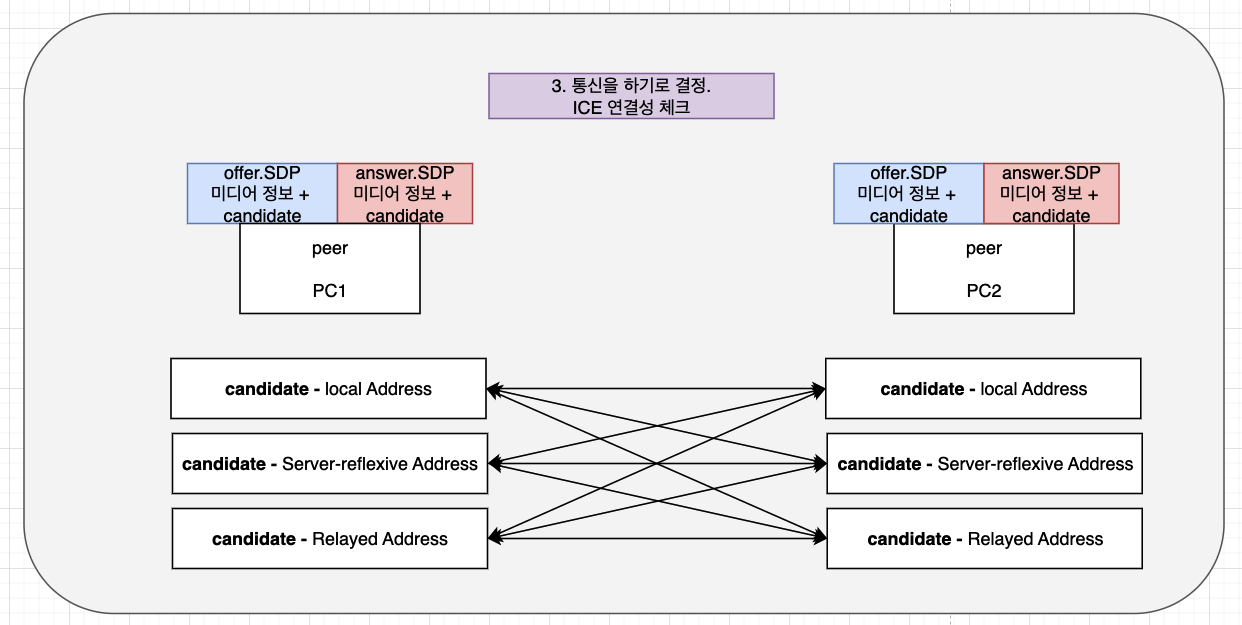 3. 통신을 하기로 결정.
ICE 연결성 체크
offer.SDP
미디어 정보 +
candidate
answer.SDP
미디어 정보 +
candidate
peer
PC1
offer.SDP
미디어 정보 +
candidate
answer.SDP
미디어 정보 +
candidate
peer
PC2
candidate - local Address
candidate - local Address
candidate - Server-reflexive Address
candidate - Server-reflexive Address
candidate - Relayed Address
candidate - Relayed Address